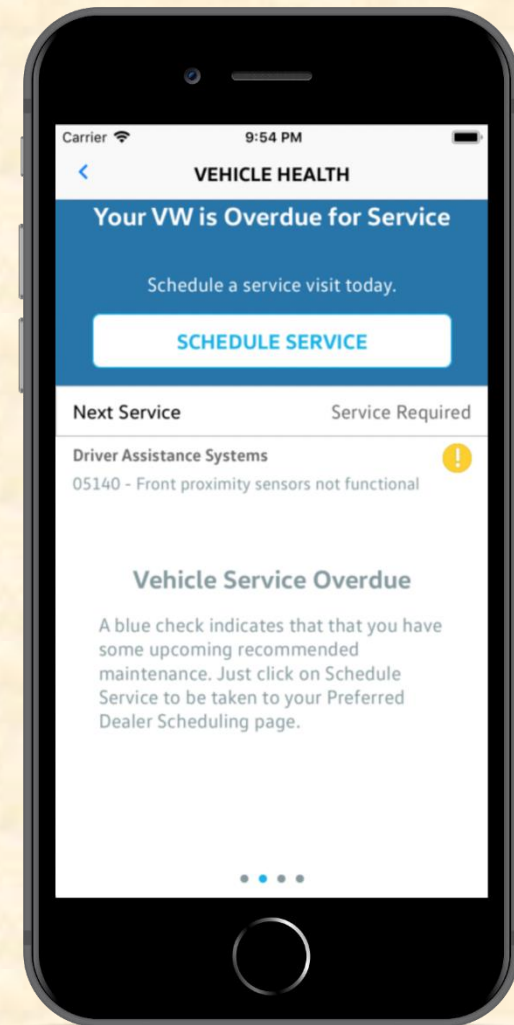 Carrier 9:54 PM
VEHICLE HEALTH
Your VW is Overdue for Service
Schedule a service visit today.
SCHEDULE SERVICE
Next Service Service Required
Driver Assistance Systems
05140 - Front proximity sensors not functional
Vehicle Service Overdue
A blue check indicates that that you have
some upcoming recommended
maintenance. Just click on Schedule
Service to be taken to your Preferred
Dealer Scheduling page.